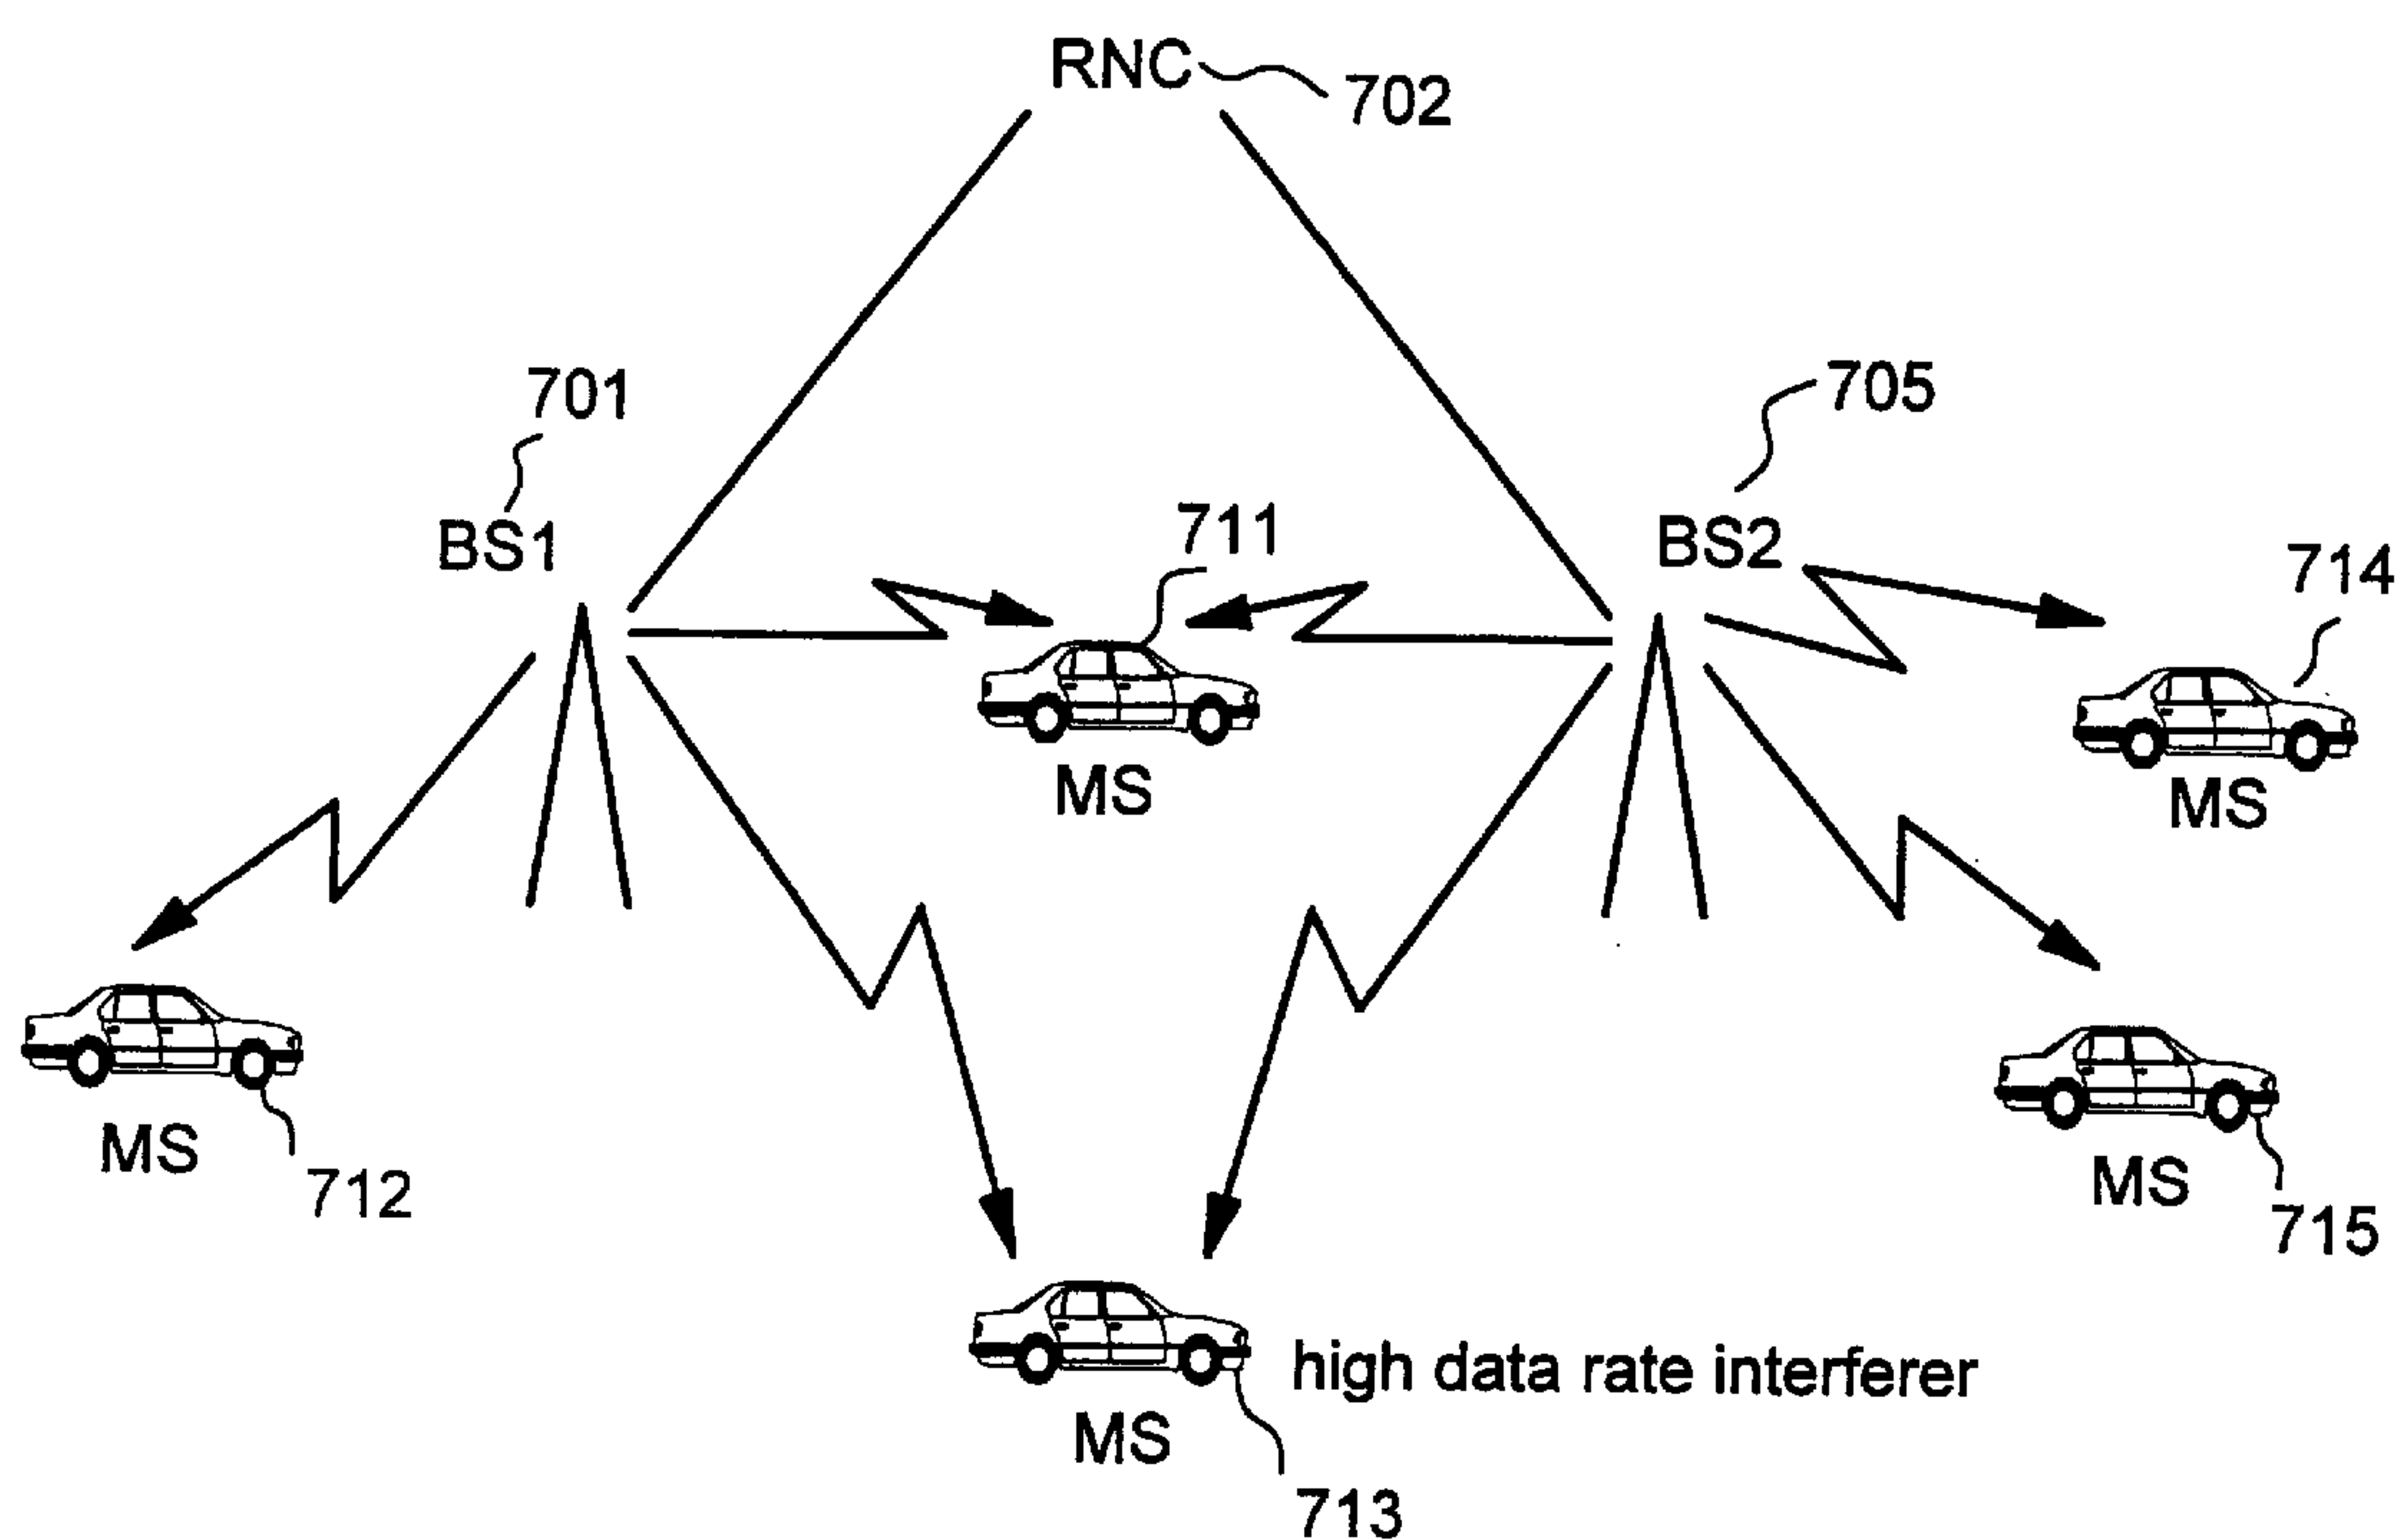 RNC
702
701
705
BS1
711
BS2
714
MS
MS
MS
712
MS
715
high data rate interferer
MS
713